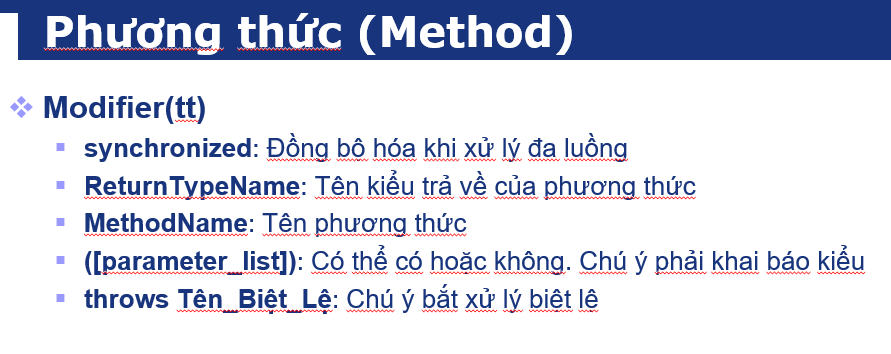 Phương thức (Method)
Modifier(tt)
synchronized: Đồng bộ hóa khi xử lý đa luồng
ReturnTypeName: Tên kiểu trả về của phương thức
MethodName: Tên phương thức
([parameter_list]): Có thể có hoặc không. Chú ý phải khai báo kiểu
throws Tên_Biệt_Lệ: Chú ý bắt xử lý biệt lệ